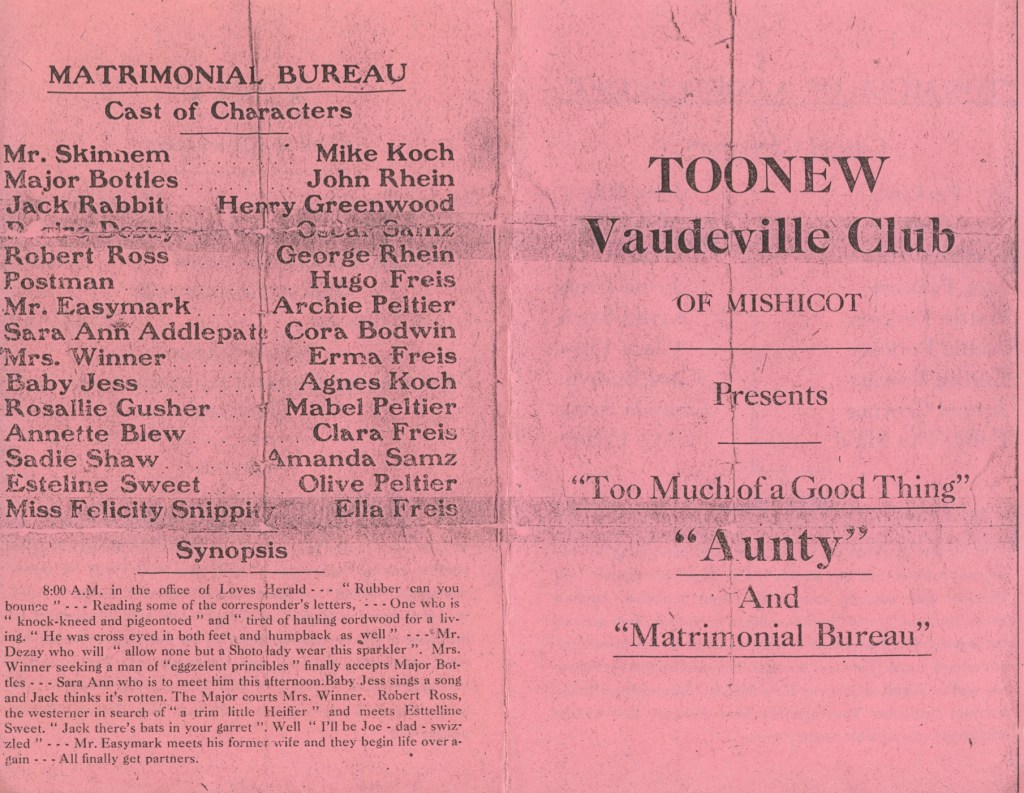 MATRIMONIAL BUREAU
Cast of Characters
Mr. Skinnem Mike Koch
Major Bottles John Rhein
Jack Rabbit Henry Greenwood
Dezay Oscar Samz
Robert Ross George Rhein
Postman Hugo Freis
Mr. Easymark Archie Peltier
Sara Ann Addlepate Cora Bodwin
Mrs. Winner Erma Freis
Baby Jess Agnes Koch
Rosallie Gusher Mabel Peltier
Annette Blew Clara Freis
Sadie Shaw Amanda Samz
Esteline Sweet Olive Peltier
Miss Felicity Snippity Ella Freis
Synopsis
8:00 A.M. in the office of Loves Herald - - - " Rubber can you
bounce " - - - Reading some of the corresponder's letters, - - - One who is
" knock-kneed and pigeontoed " and " tired of hauling cordwood for a liv-
ing. " He was cross eyed in both feet and humpback as well " - - - Mr.
Dezay who will " allow none but a Shoto lady wear this sparkler ". Mrs.
Winner seeking a man of "eggzelent princibles" finally accepts Major Bot-
tles - - - Sara Ann who is to meet him this afternoon.Baby Jess sings a song
and Jack thinks it's rotten. The Major courts Mrs. Winner. Robert Ross,
the westerner in search of " a trim little Heiffer " and meets Esttelline
Sweet. " Jack there's bats in your garret ". Well " I'll be Joe - dad - swiz-
zled " - - - Mr. Easymark meets his former wife and they begin life over a-
gain - - - All finally get partners.
TOONEW
Vaudeville Club
OF MISHICOT
Presents
"Too Much of a Good Thing"
"Aunty"
And
"Matrimonial Bureau"